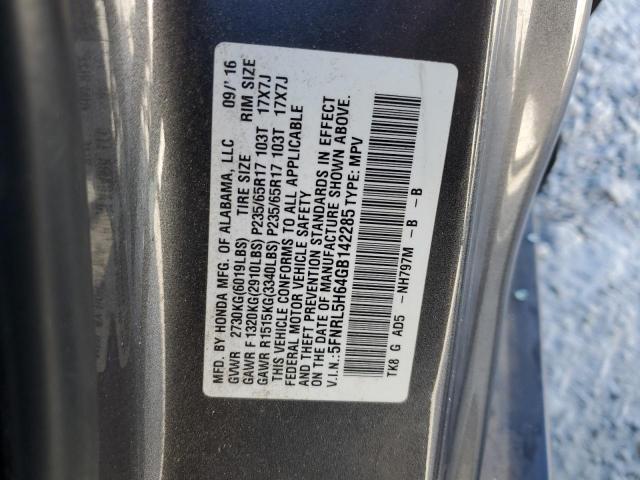 MFD. BY HONDA MFG. OF ALABAMA, LLC 09/'16
GVWR 2730KG(6019LBS) TIRE SIZE RIM SIZE
GAWR F 1320KG(2910LBS) P235/65R17 103T 17X7J
GAWR R1515KG(3340LBS) P235/65R17 103T 17X7J
THIS VEHICLE CONFORMS TO ALL APPLICABLE
FEDERAL MOTOR VEHICLE SAFETY
AND THEFT PREVENTION STANDARDS IN EFFECT
ON THE DATE OF MANUFACTURE SHOWN ABOVE.
V.I.N.:5FNRL5H64GB142285 TYPE: MPV
TK8 G AD5 -NH797M -B -B